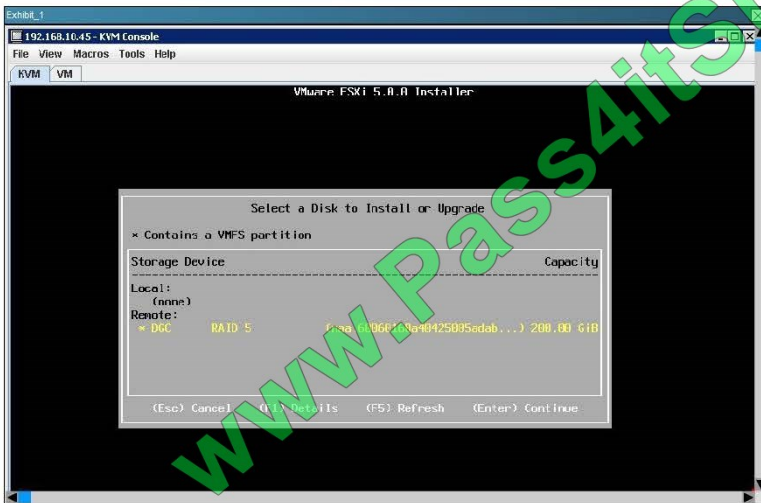 Exhibit_1
192.168.10.45 - KVM Console
File View Macros Tools Help
KVM VM
VMware ESXi 5.0.0 Installer
Select a Disk to Install or Upgrade
* Contains a VMFS partition
Storage Device Capacity
Local:
(none)
Remote:
* DGC RAID 5 200.00 GiB
(Esc) Cancel (F1) Details (F5) Refresh (Enter) Continue